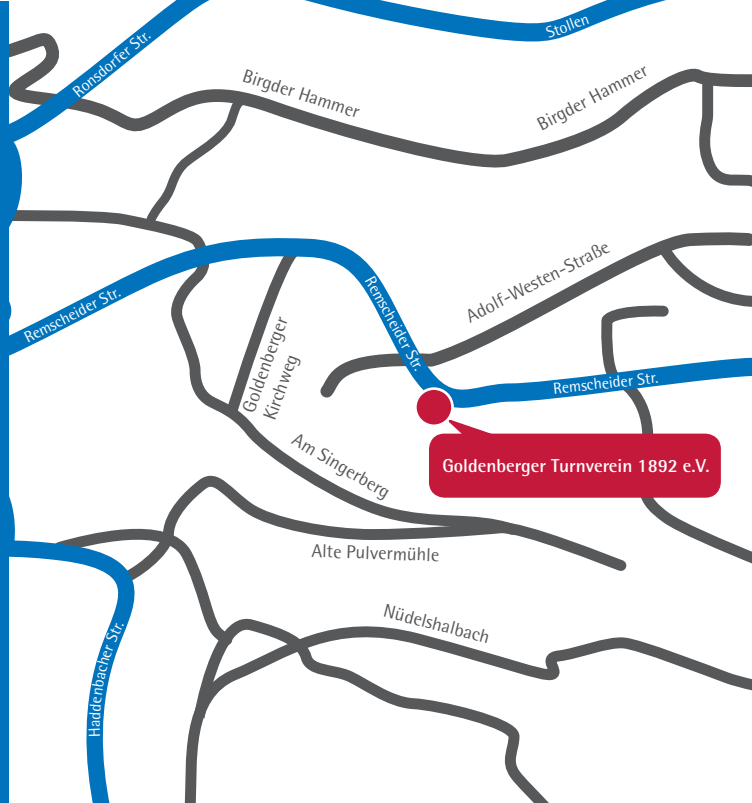 Stollen
Ronsdorfer Str.
Birgder Hammer
Birgder Hammer
Adolf-Westen-Straße
Remscheider Str.
Remscheider Str.
Goldenberger
Kirchweg
Remscheider Str.
Am Singerberg
Goldenberger Turnverein 1892 e.V.
Alte Pulvermühle
Nüdelshalbach
Haddenbacher Str.